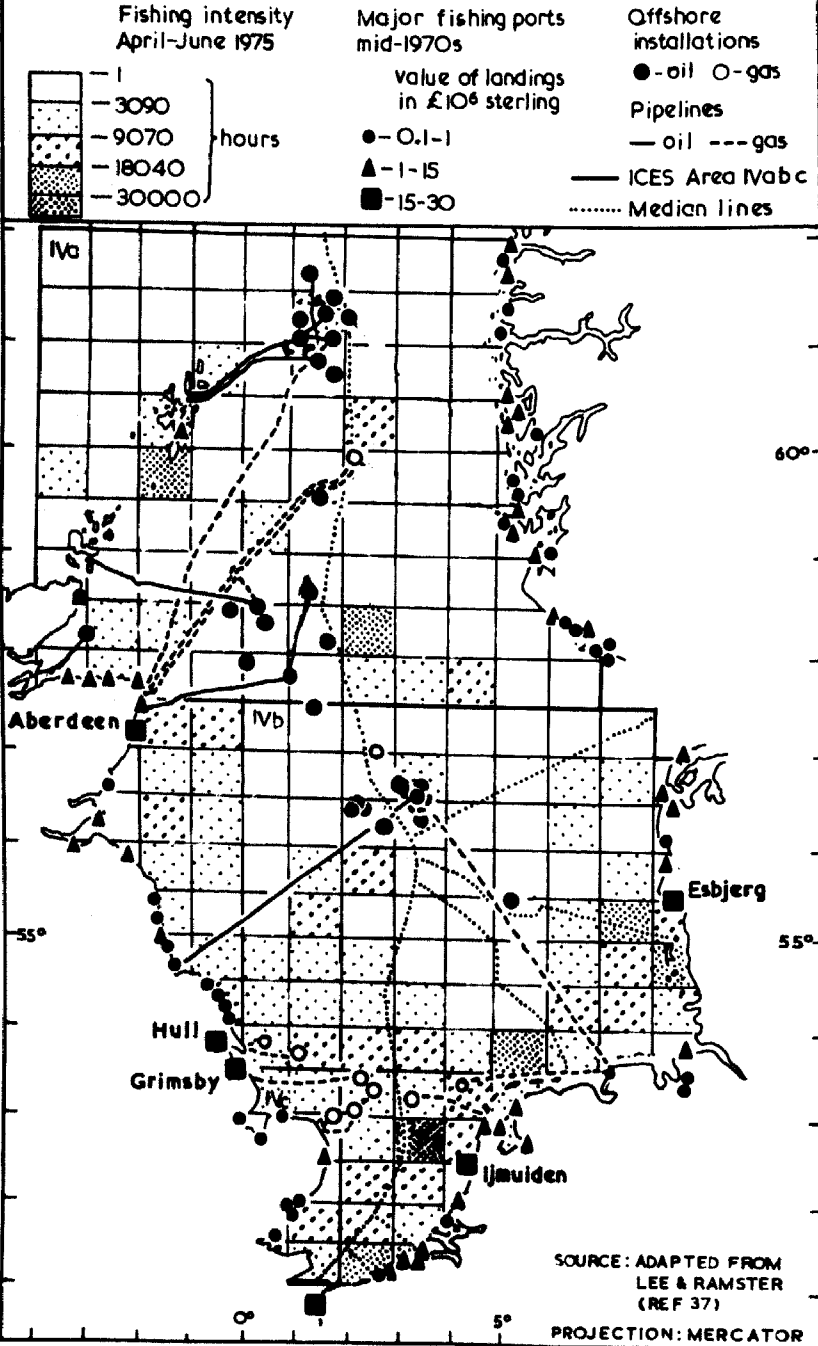 Fishing intensity
April-June 1975
1
3090
9070
18040
30000
hours
Major fishing ports
mid-1970s
value of landings
in £10⁶ sterling
-0.1-1
-1-15
-15-30
Offshore
installations
-oil -gas
Pipelines
oil gas
ICES Area IVabc
Median lines
IVa
60°
Aberdeen
IVb
Esbjerg
55°
55°
Hull
Grimsby
IVc
Ijmuiden
SOURCE: ADAPTED FROM
LEE & RAMSTER
(REF 37)
0°
5°
PROJECTION: MERCATOR